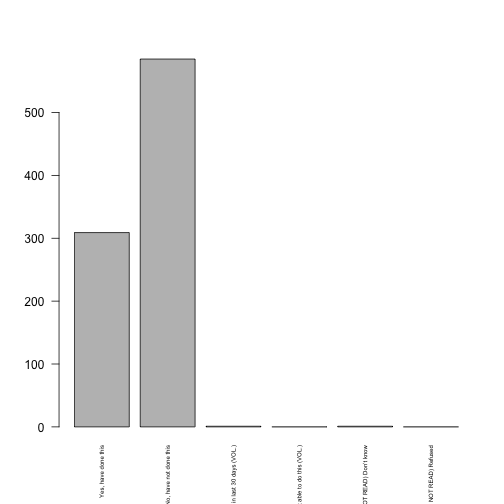 500
400
300
200
100
0
Yes, have done this
No, have not done this
in last 30 days (VOL.)
able to do this (VOL.)
NOT READ) Don't know
NOT READ) Refused